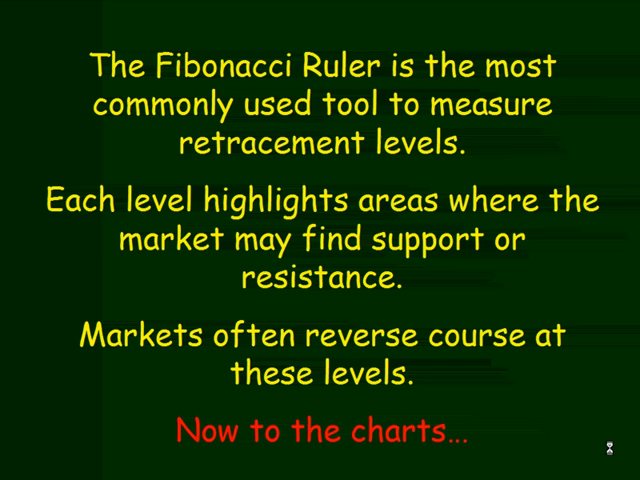 The Fibonacci Ruler is the most
commonly used tool to measure
retracement levels.
Each level highlights areas where the
market may find support or
resistance.
Markets often reverse course at
these levels.
Now to the charts...